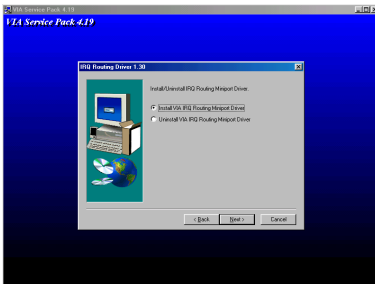 VIA Service Pack 4.19
VIA Service Pack 4.19
IRQ Routing Driver 1.30
Install/Uninstall IRQ Routing Miniport Driver.
Install VIA IRQ Routing Miniport Driver
Uninstall VIA IRQ Routing Miniport Driver
< Back
Next >
Cancel